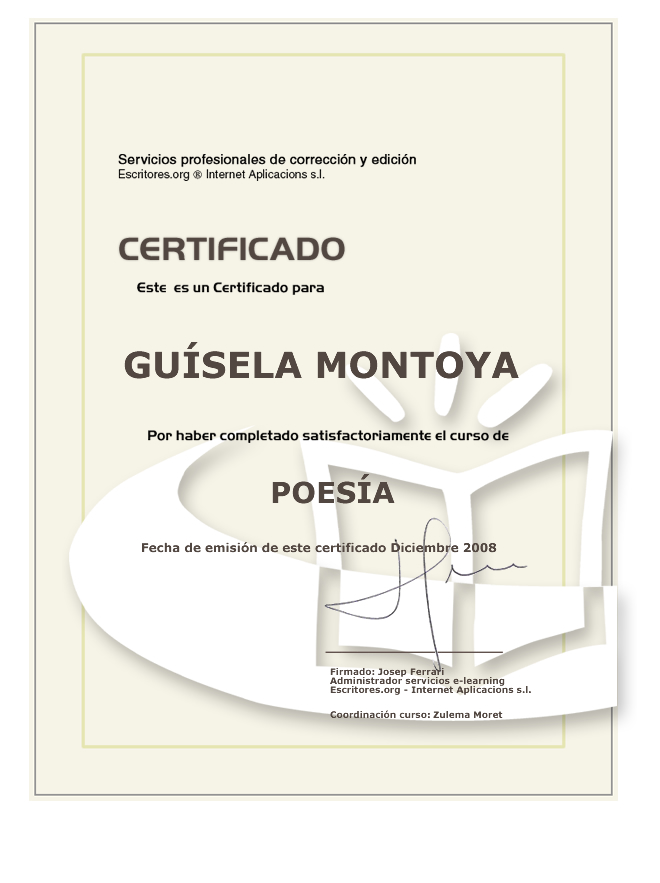 Servicios profesionales de corrección y edición
Escritores.org ® Internet Aplicacions s.l.
CERTIFICADO
Este es un Certificado para
GUÍSELA MONTOYA
Por haber completado satisfactoriamente el curso de
POESÍA
Fecha de emisión de este certificado Diciembre 2008
Firmado: Josep Ferrari
Administrador servicios e-learning
Escritores.org - Internet Aplicacions s.l.
Coordinación curso: Zulema Moret